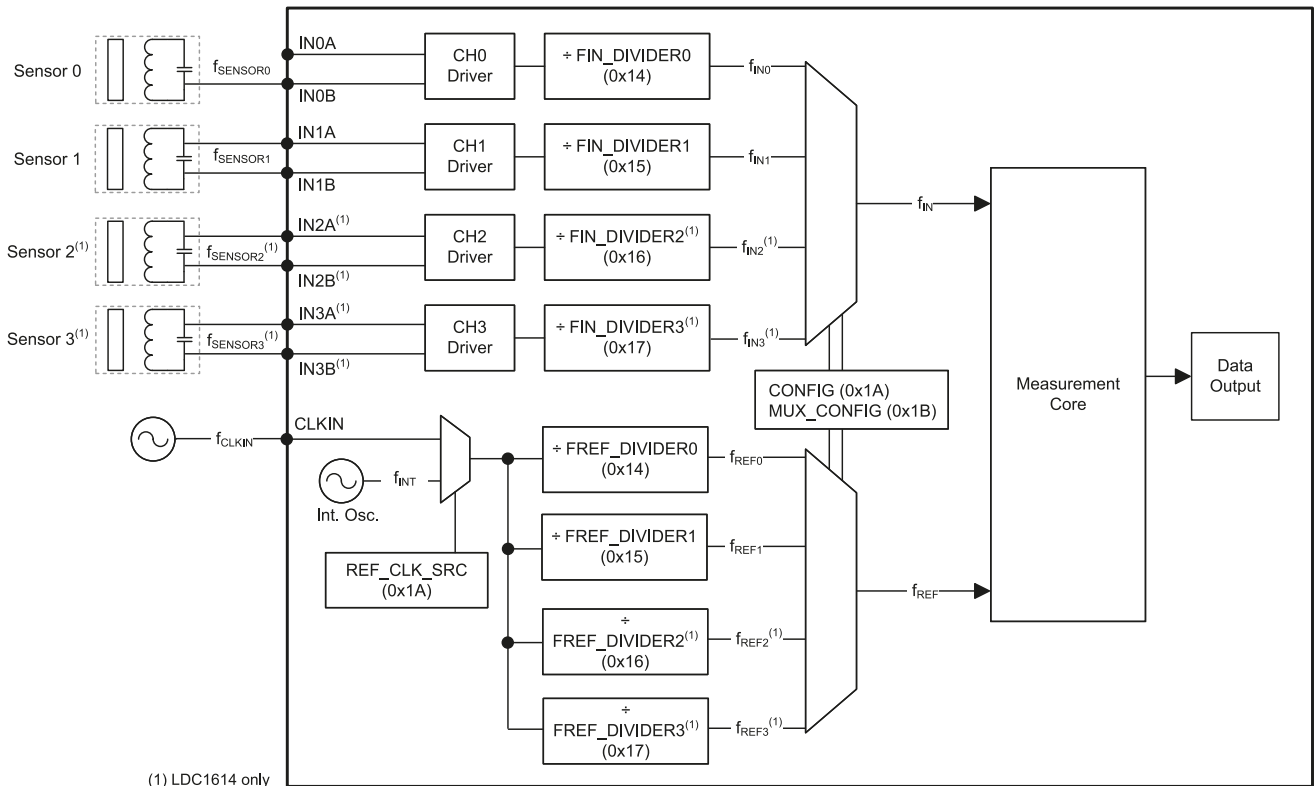 Sensor 0
fSENSOR0
IN0A
IN0B
CH0
Driver
÷ FIN_DIVIDER0
(0x14)
fIN0
Sensor 1
fSENSOR1
IN1A
IN1B
CH1
Driver
÷ FIN_DIVIDER1
(0x15)
fIN1
Sensor 2(1)
fSENSOR2(1)
IN2A(1)
IN2B(1)
CH2
Driver
÷ FIN_DIVIDER2(1)
(0x16)
fIN2(1)
Sensor 3(1)
fSENSOR3(1)
IN3A(1)
IN3B(1)
CH3
Driver
÷ FIN_DIVIDER3(1)
(0x17)
fIN3(1)
fIN
CONFIG (0x1A)
MUX_CONFIG (0x1B)
Measurement
Core
Data
Output
fCLKIN
CLKIN
fINT
Int. Osc.
REF_CLK_SRC
(0x1A)
÷ FREF_DIVIDER0
(0x14)
fREF0
÷ FREF_DIVIDER1
(0x15)
fREF1
÷
FREF_DIVIDER2(1)
(0x16)
fREF2(1)
÷
FREF_DIVIDER3(1)
(0x17)
fREF3(1)
fREF
(1) LDC1614 only